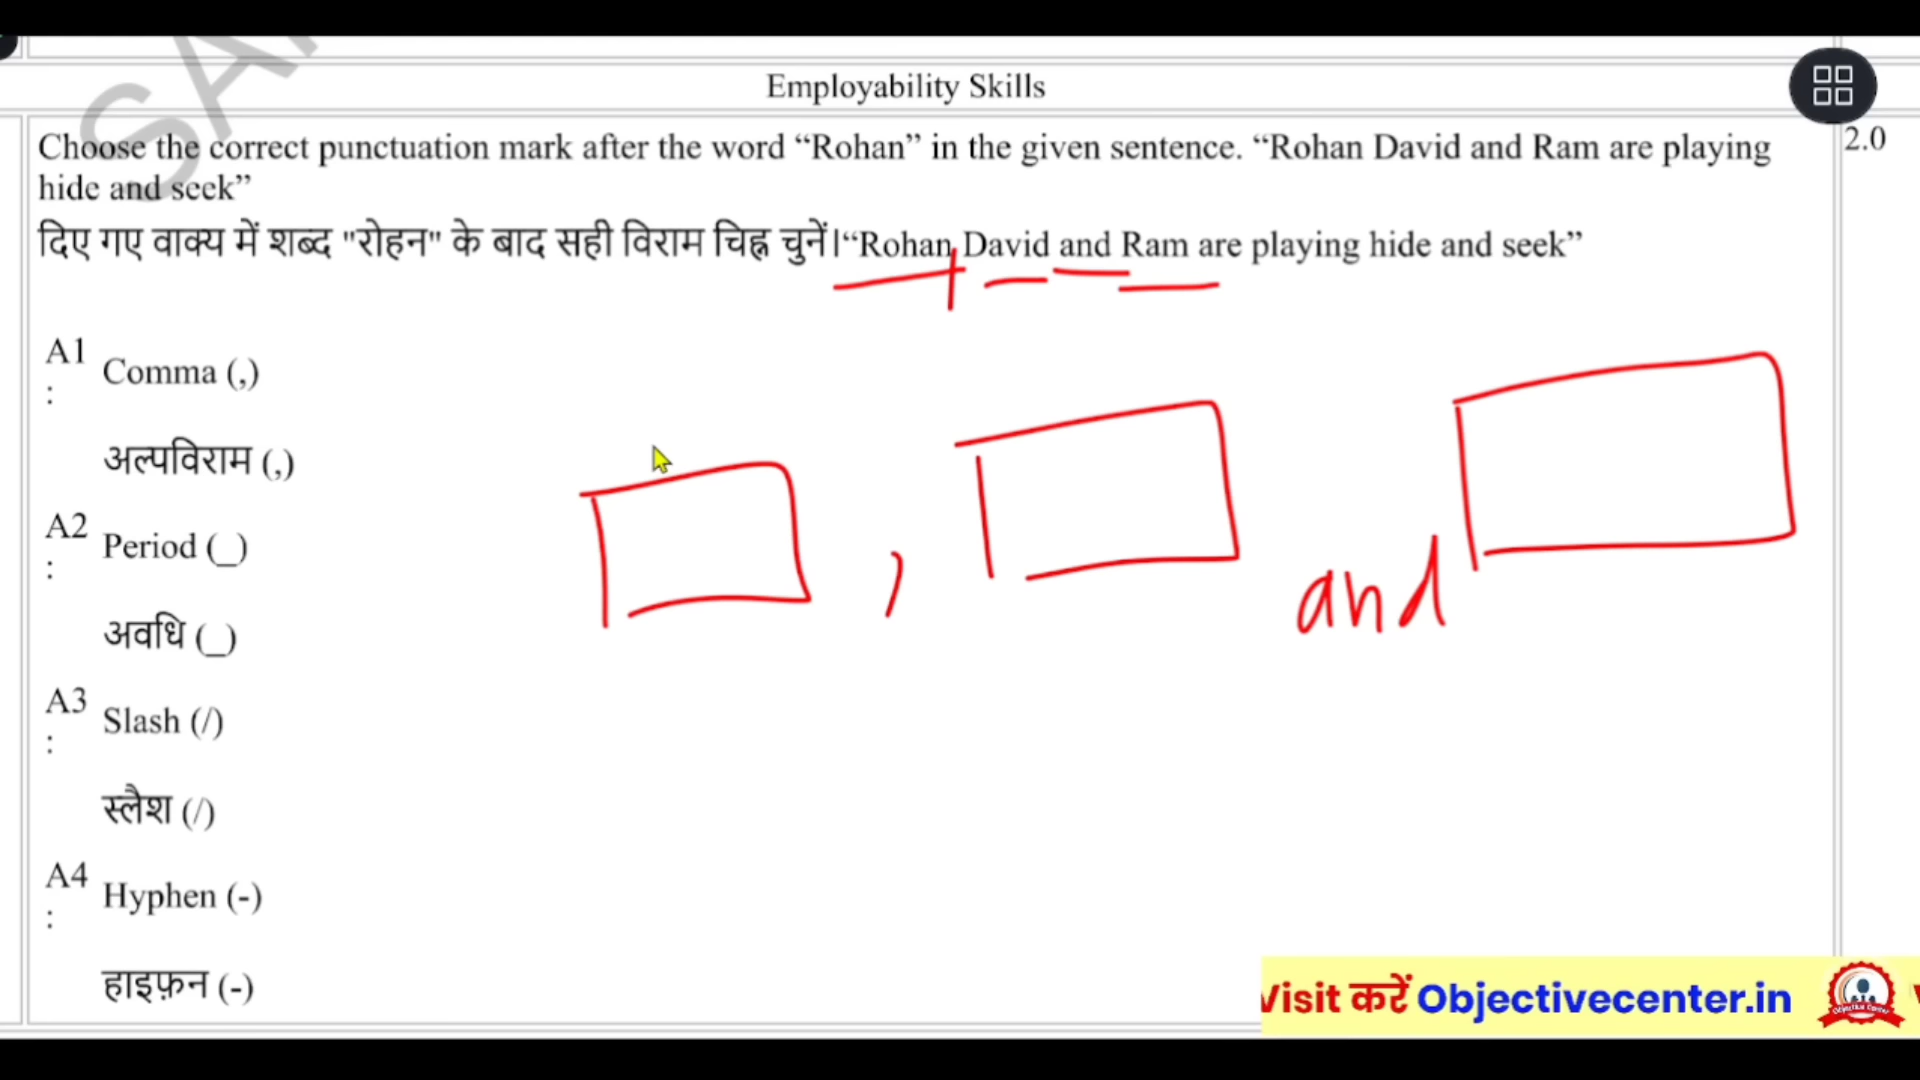 SA
Employability Skills
Choose the correct punctuation mark after the word “Rohan” in the given sentence. “Rohan David and Ram are playing 2.0
hide and seek”
दिए गए वाक्य में शब्द "रोहन" के बाद सही विराम चिह्न चुनें।“Rohan David and Ram are playing hide and seek”
A1
: Comma (,)
अल्पविराम (,)
A2
: Period (_)
अवधि (_)
,
and
A3
: Slash (/)
स्लैश (/)
A4
: Hyphen (-)
हाइफ़न (-)
Visit करें Objectivecenter.in